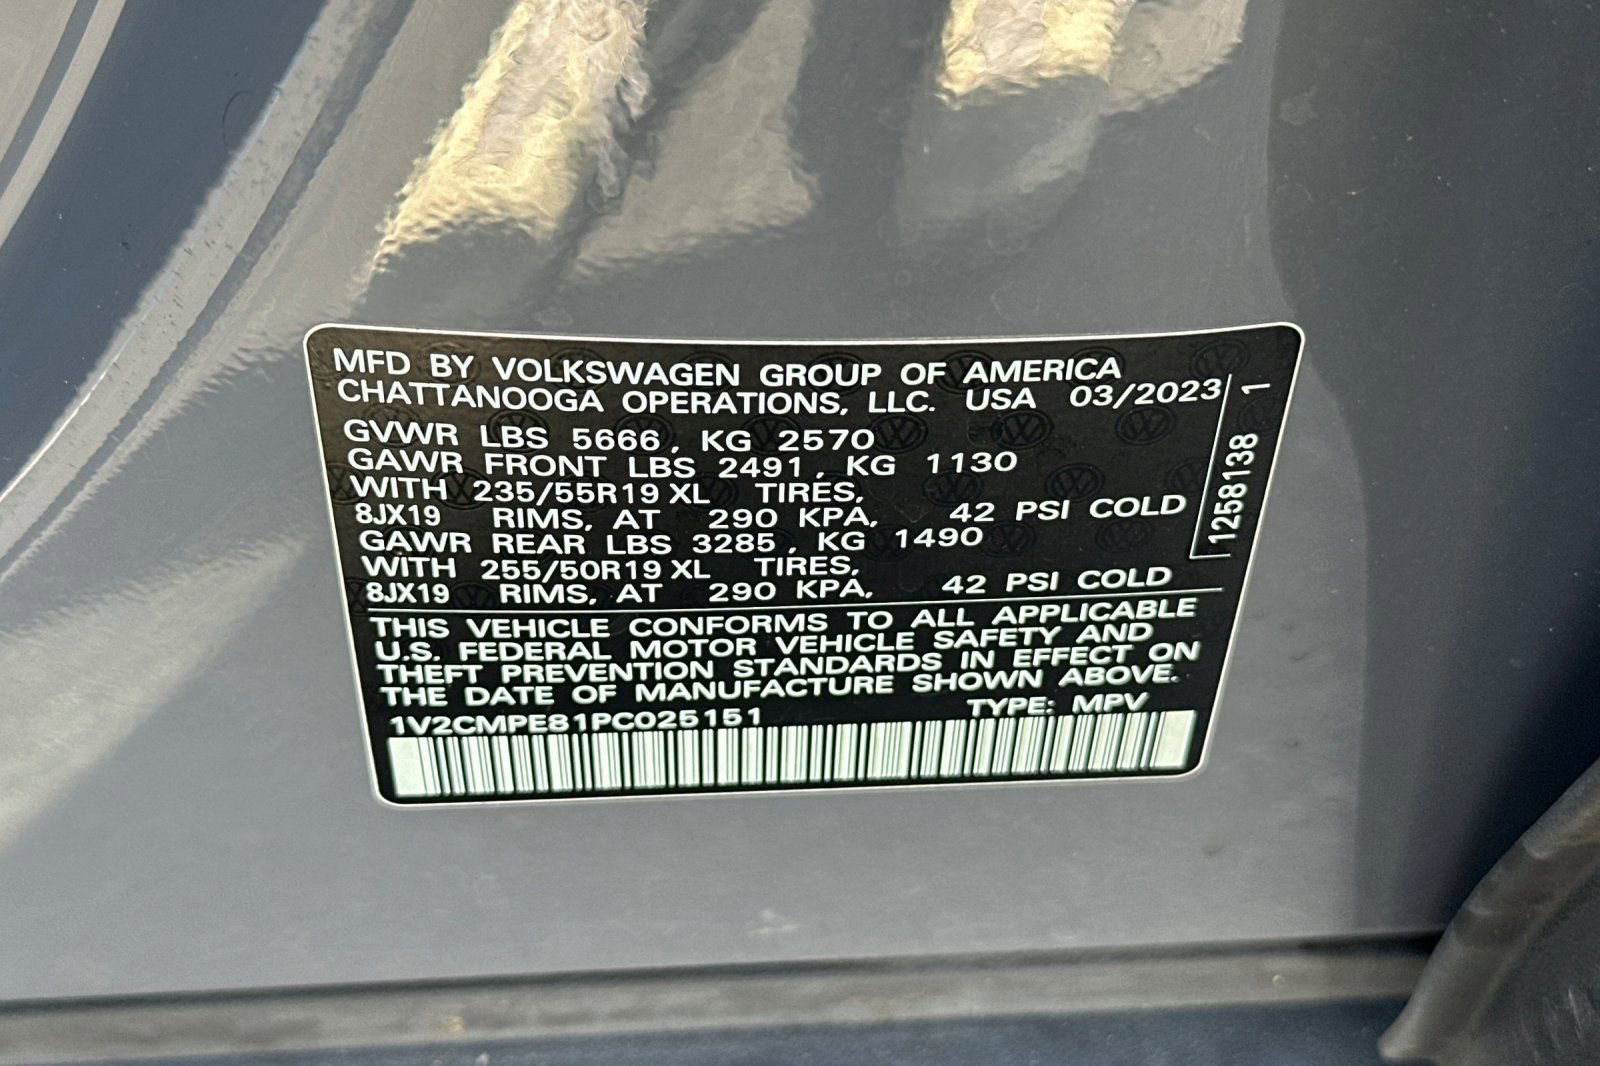 MFD BY VOLKSWAGEN GROUP OF AMERICA
CHATTANOOGA OPERATIONS, LLC. USA 03/2023
GVWR LBS 5666, KG 2570
GAWR FRONT LBS 2491, KG 1130
WITH 235/55R19 XL TIRES,
8JX19 RIMS, AT 290 KPA, 42 PSI COLD
GAWR REAR LBS 3285, KG 1490
WITH 255/50R19 XL TIRES,
8JX19 RIMS, AT 290 KPA, 42 PSI COLD
1258138 1
THIS VEHICLE CONFORMS TO ALL APPLICABLE
U.S. FEDERAL MOTOR VEHICLE SAFETY AND
THEFT PREVENTION STANDARDS IN EFFECT ON
THE DATE OF MANUFACTURE SHOWN ABOVE.
1V2CMPE81PC025151 TYPE: MPV